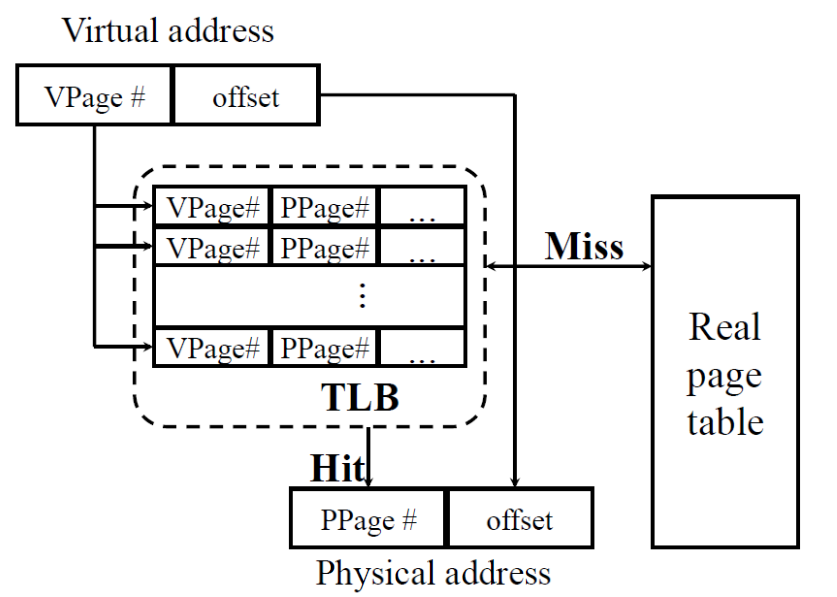 Virtual address
VPage # offset
VPage# PPage# ...
VPage# PPage# ...
⋮
VPage# PPage# ...
TLB
Miss
Real
page
table
Hit
PPage # offset
Physical address